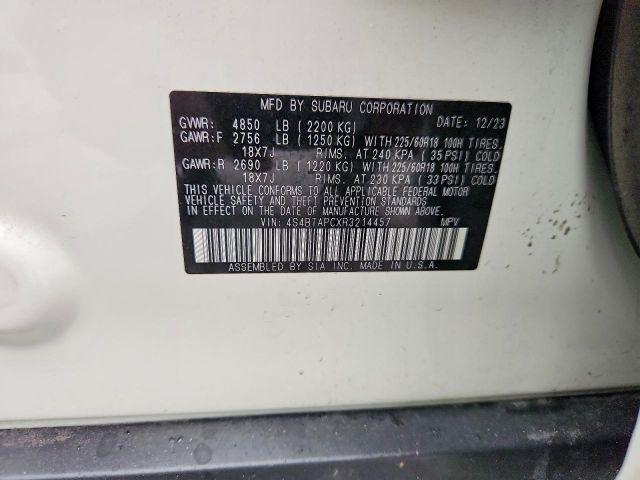 MFD BY SUBARU CORPORATION DATE: 12/23
GVWR: 4850 LB (2200 KG)
GAWR:F 2756 LB (1250 KG) WITH 225/60R18 100H TIRES.
18X7J RIMS. AT 240 KPA (35 PSI) COLD
GAWR:R 2690 LB (1220 KG) WITH 225/60R18 100H TIRES.
18X7J RIMS. AT 230 KPA (33 PSI) COLD
THIS VEHICLE CONFORMS TO ALL APPLICABLE FEDERAL MOTOR
VEHICLE SAFETY AND THEFT PREVENTION STANDARDS
IN EFFECT ON THE DATE OF MANUFACTURE SHOWN ABOVE.
VIN: 4S4BTAPCXR3214457 MPV
ASSEMBLED BY SIA INC. MADE IN U.S.A.